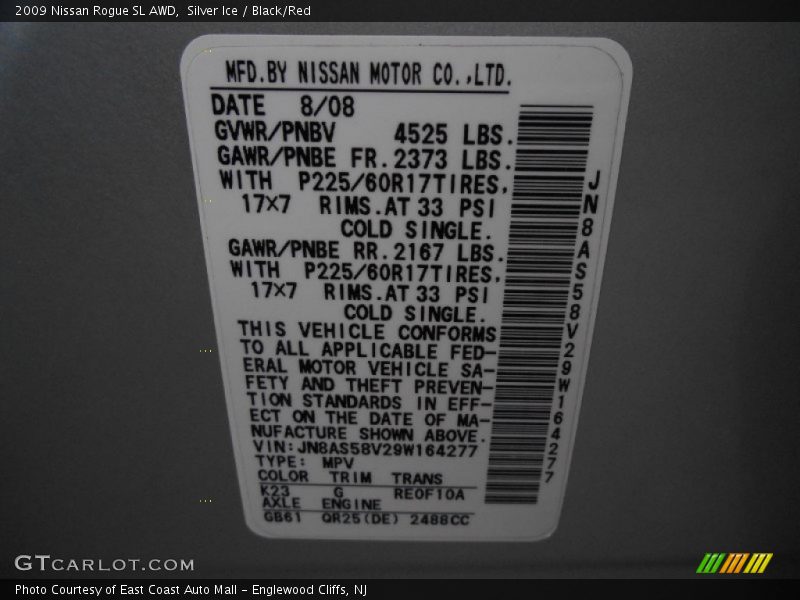 2009 Nissan Rogue SL AWD,  Silver Ice / Black/Red
MFD.BY NISSAN MOTOR CO.,LTD.
DATE 8/08
GVWR/PNBV 4525 LBS.
GAWR/PNBE FR.2373 LBS.
WITH P225/60R17TIRES,
17×7 RIMS.AT 33 PSI
COLD SINGLE.
GAWR/PNBE RR.2167 LBS.
WITH P225/60R17TIRES,
17×7 RIMS.AT 33 PSI
COLD SINGLE.
THIS VEHICLE CONFORMS
TO ALL APPLICABLE FED-
ERAL MOTOR VEHICLE SA-
FETY AND THEFT PREVEN-
TION STANDARDS IN EFF-
ECT ON THE DATE OF MA-
NUFACTURE SHOWN ABOVE.
VIN:JN8AS58V29W164277
TYPE: MPV
COLOR TRIM TRANS
K23 G RE0F10A
AXLE ENGINE
GB61 QR25(DE) 2488CC
JN8AS58V29W164277
GTCARLOT.COM
Photo Courtesy of East Coast Auto Mall - Englewood Cliffs, NJ